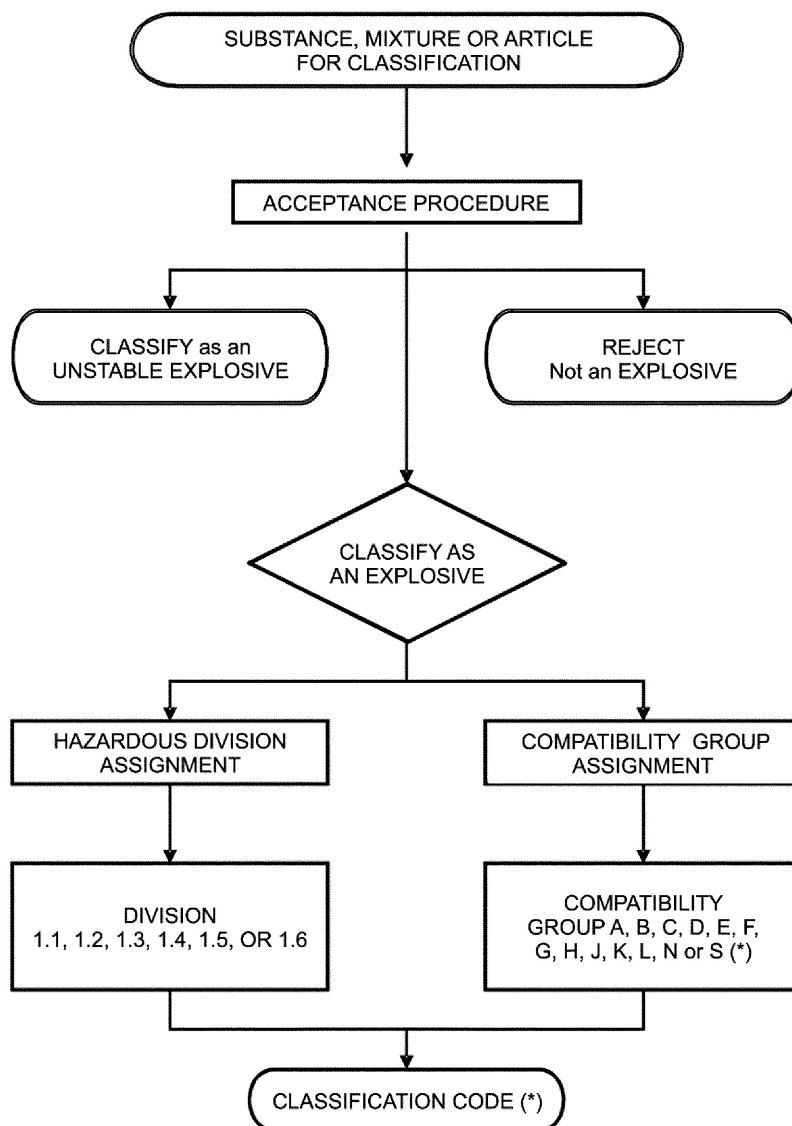 SUBSTANCE, MIXTURE OR ARTICLE
FOR CLASSIFICATION
ACCEPTANCE PROCEDURE
CLASSIFY as an
UNSTABLE EXPLOSIVE
REJECT
Not an EXPLOSIVE
CLASSIFY AS
AN EXPLOSIVE
HAZARDOUS DIVISION
ASSIGNMENT
COMPATIBILITY GROUP
ASSIGNMENT
DIVISION
1.1, 1.2, 1.3, 1.4, 1.5, OR 1.6
COMPATIBILITY
GROUP A, B, C, D, E, F,
G, H, J, K, L, N or S (*)
CLASSIFICATION CODE (*)